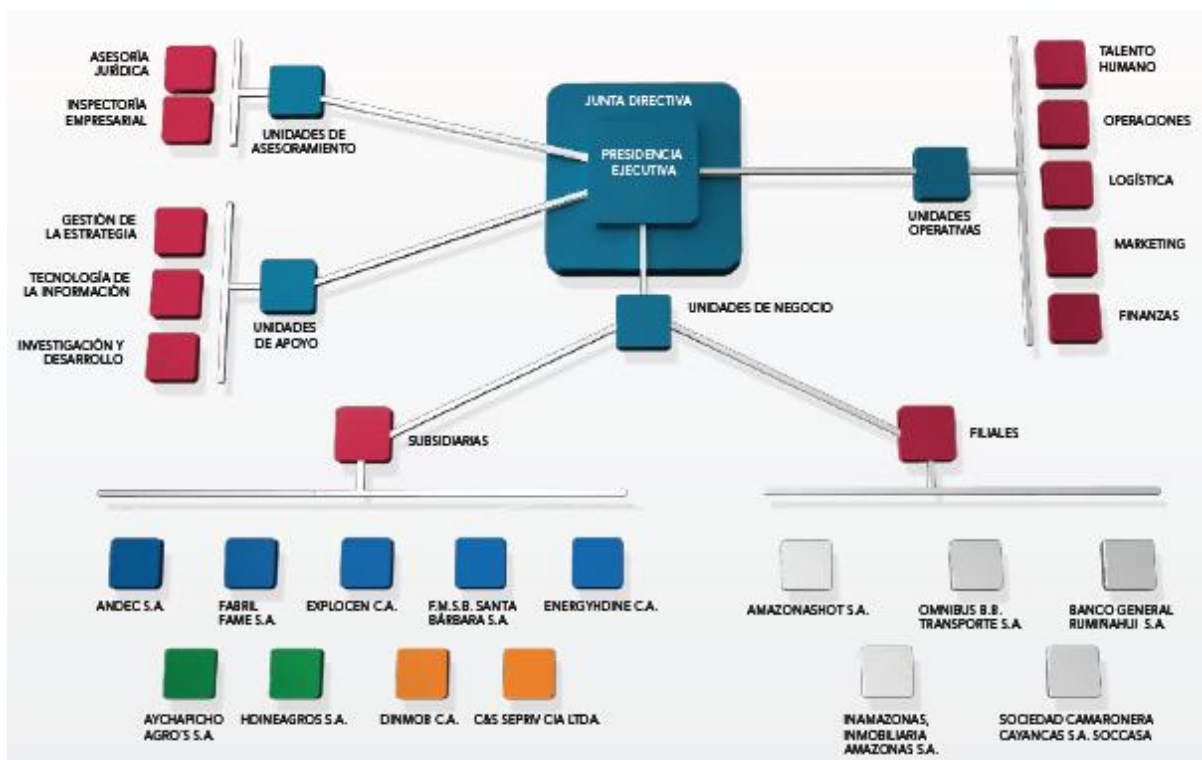 ASESORÍA
JURÍDICA
INSPECTORÍA
EMPRESARIAL
UNIDADES DE
ASESORAMIENTO
GESTIÓN DE
LA ESTRATEGIA
TECNOLOGÍA DE
LA INFORMACIÓN
INVESTIGACIÓN Y
DESARROLLO
UNIDADES
DE APOYO
JUNTA DIRECTIVA
PRESIDENCIA
EJECUTIVA
UNIDADES
OPERATIVAS
TALENTO
HUMANO
OPERACIONES
LOGÍSTICA
MARKETING
FINANZAS
UNIDADES DE NEGOCIO
SUBSIDIARIAS
FILIALES
ANDEC S.A.
FABRIL
FAME S.A.
EXPLOCEN C.A.
F.M.S.B. SANTA
BÁRBARA S.A.
ENERGYHDINE C.A.
AYCHAPICHO
AGRO'S S.A.
HDINEAGROS S.A.
DINMOB C.A.
C&S SEPRIV CIA LTDA.
AMAZONASHOT S.A.
OMNIBUS B.B.
TRANSPORTE S.A.
BANCO GENERAL
RUMIÑAHUI S.A.
INAMAZONAS,
INMOBILIARIA
AMAZONAS S.A.
SOCIEDAD CAMARONERA
CAYANCAS S.A. SOCCASA